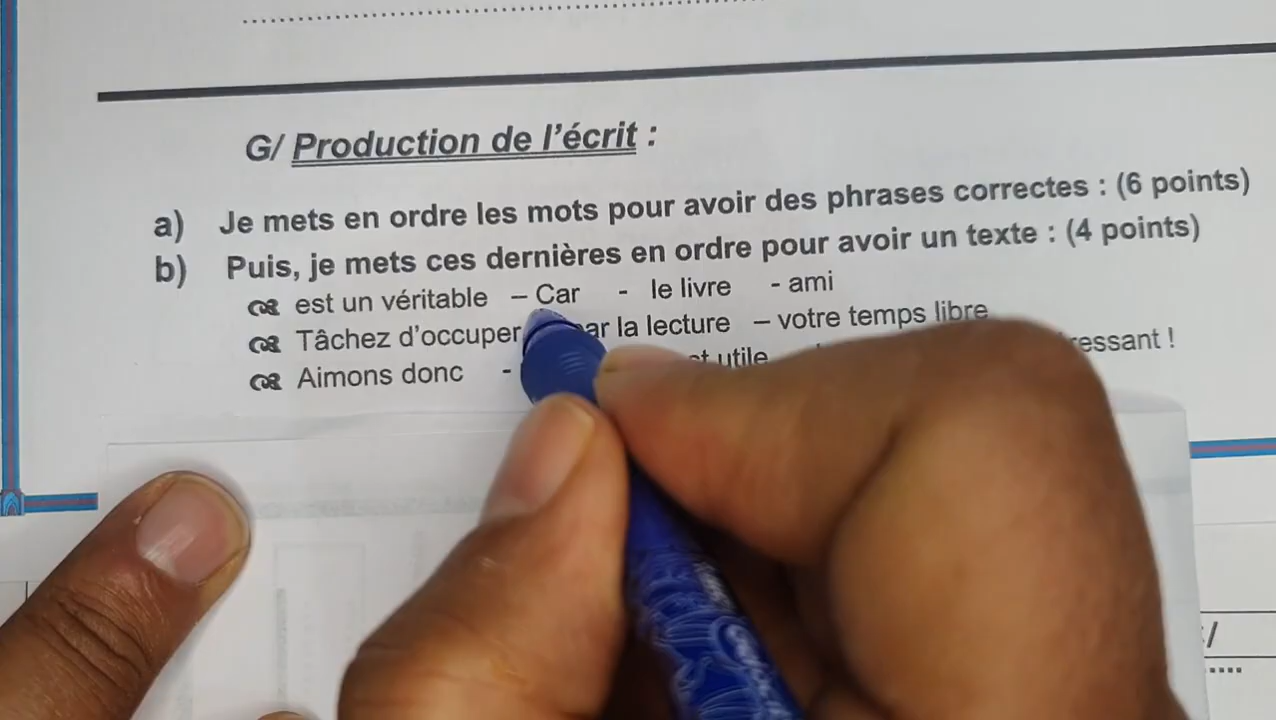 G/ Production de l'écrit :
a) Je mets en ordre les mots pour avoir des phrases correctes : (6 points)
b) Puis, je mets ces dernières en ordre pour avoir un texte : (4 points)
est un véritable – Car - le livre - ami
Tâchez d'occuper la lecture – votre temps libre
Aimons donc - utile !